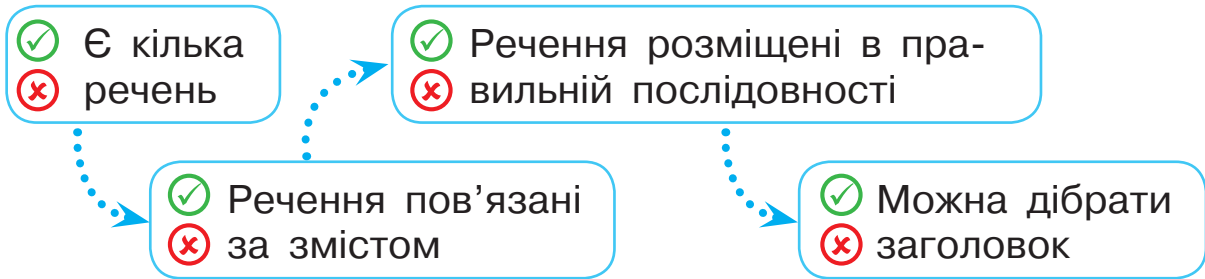 Є кілька
речень
Речення пов’язані
за змістом
Речення розміщені в пра-
вильній послідовності
Можна дібрати
заголовок